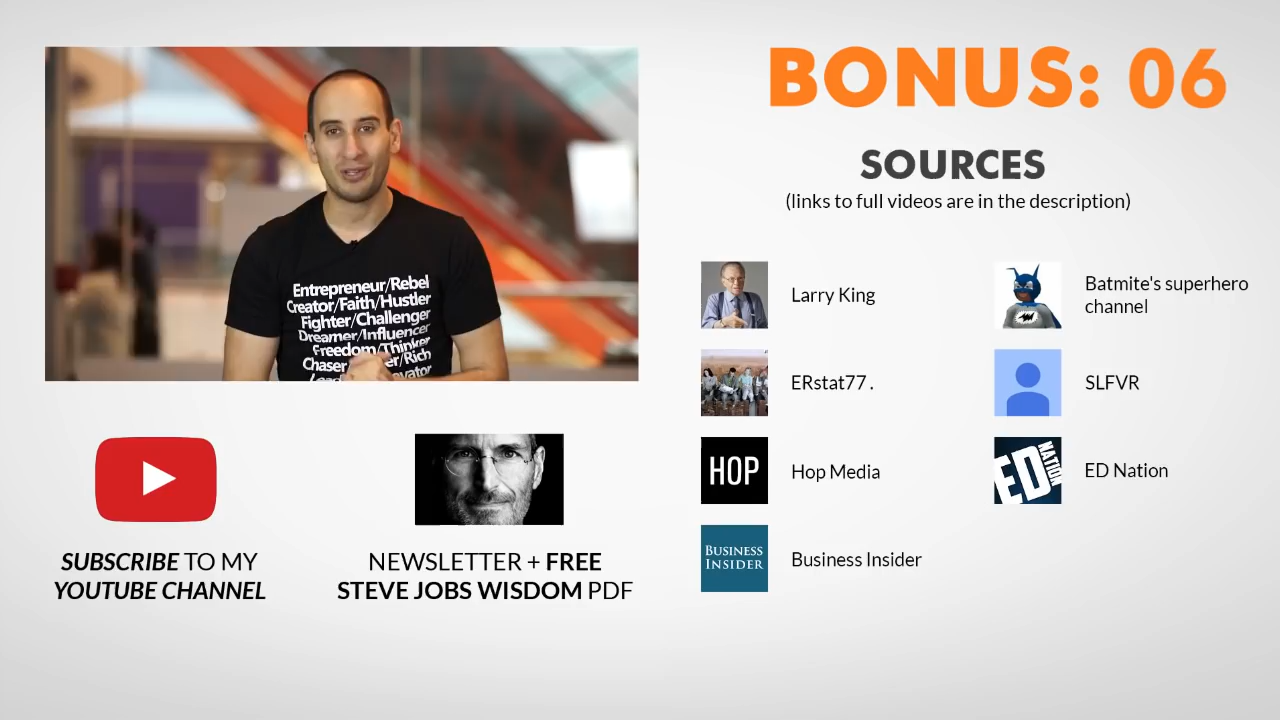 BONUS: 06
SOURCES
(links to full videos are in the description)
Entrepreneur/Rebel
Creator/Faith/Hustler
Fighter/Challenger
Dreamer/Influencer
Freedom/Thinker
Chaser er/Rich
Larry King
Batmite's superhero
channel
ERstat77 .
SLFVR
HOP
Hop Media
ED
NATION
ED Nation
BUSINESS
INSIDER
Business Insider
SUBSCRIBE TO MY
YOUTUBE CHANNEL
NEWSLETTER + FREE
STEVE JOBS WISDOM PDF